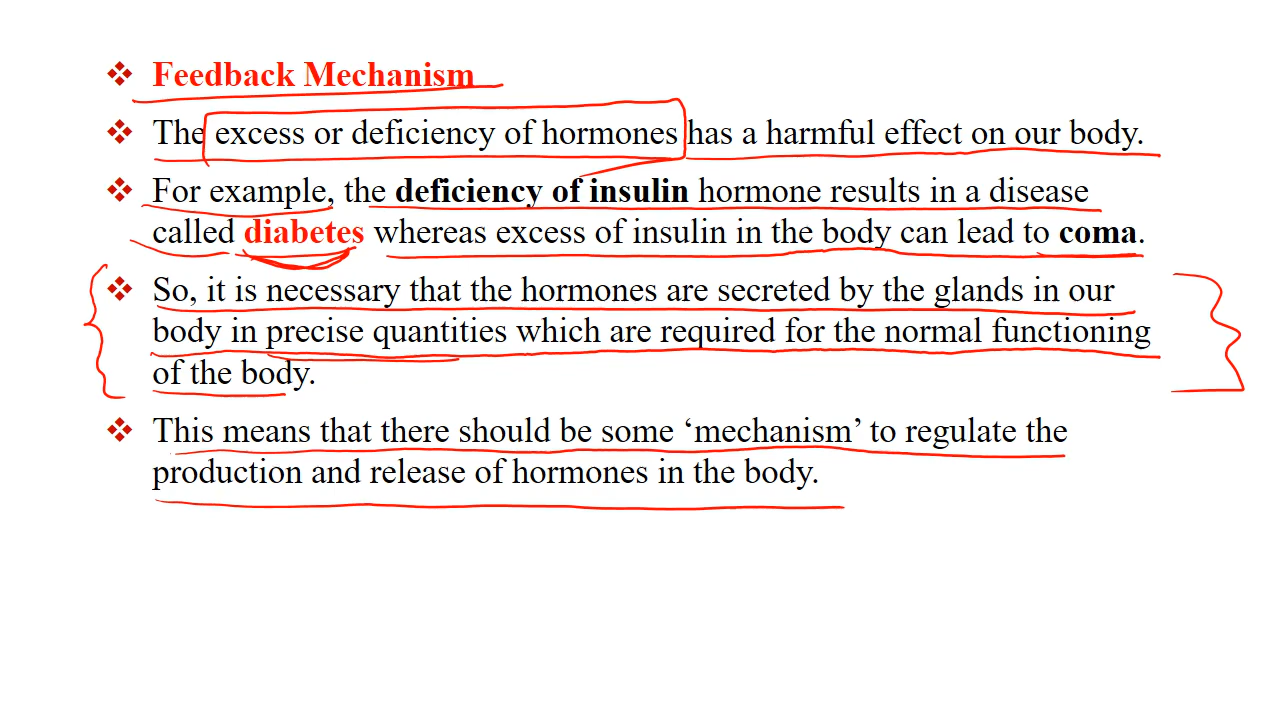 ❖ Feedback Mechanism
❖ The excess or deficiency of hormones has a harmful effect on our body.
❖ For example, the deficiency of insulin hormone results in a disease
called diabetes whereas excess of insulin in the body can lead to coma.
❖ So, it is necessary that the hormones are secreted by the glands in our
body in precise quantities which are required for the normal functioning
of the body.
❖ This means that there should be some ‘mechanism’ to regulate the
production and release of hormones in the body.